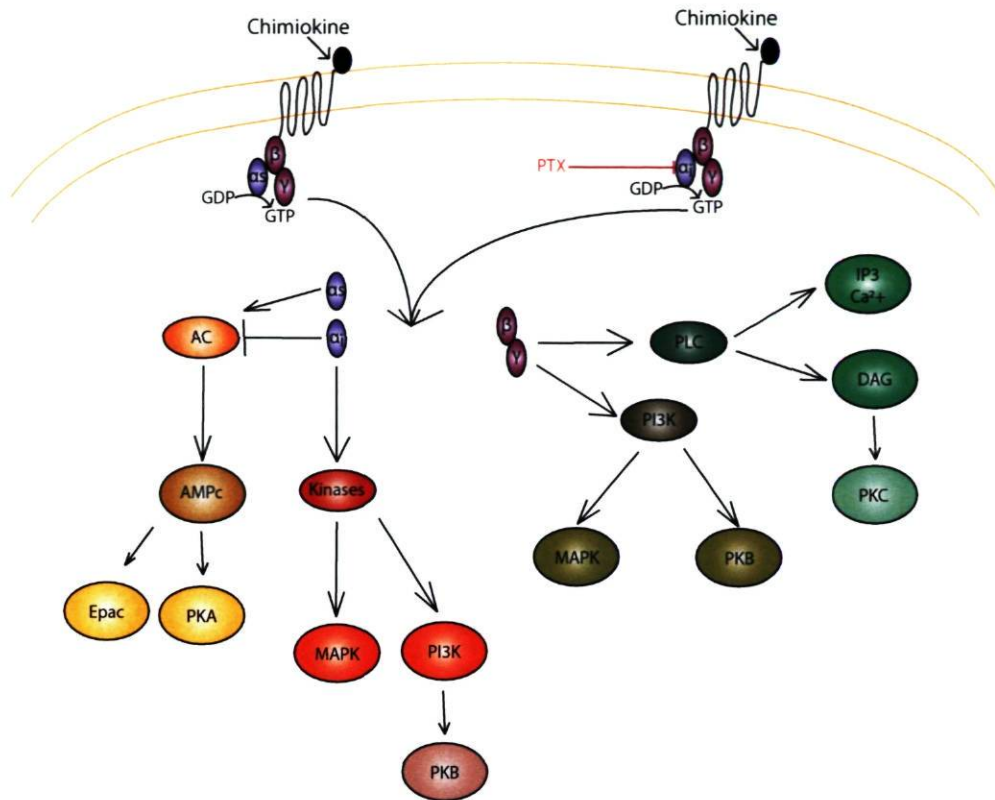 Chimiokine
Chimiokine
β
αs
γ
GDP
GTP
PTX
β
αi
γ
GDP
GTP
αs
AC
αi
β
γ
PLC
IP3
Ca²+
DAG
PI3K
AMPc
Kinases
PKC
MAPK
PKB
Epac
PKA
MAPK
PI3K
PKB